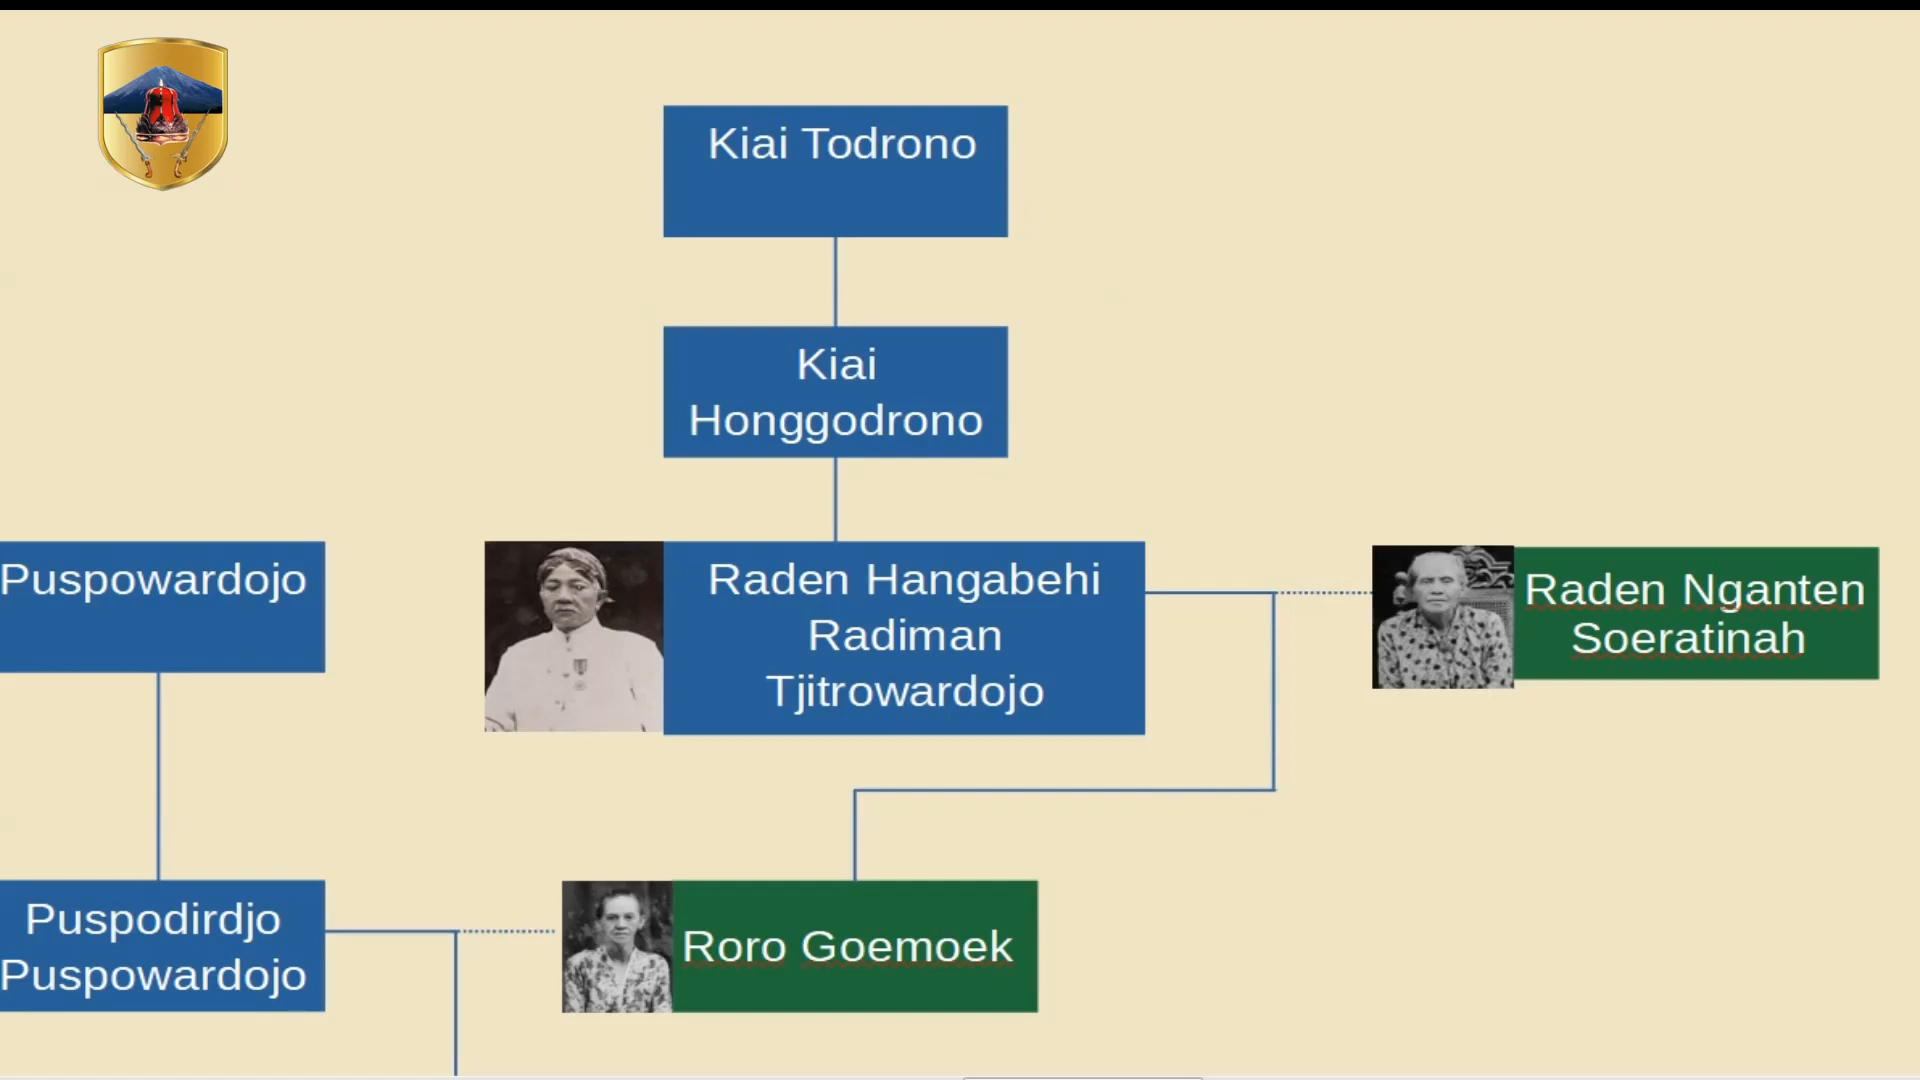 Kiai Todrono
Kiai
Honggodrono
Puspowardojo
Raden Hangabehi
Radiman
Tjitrowardojo
Raden Nganten
Soeratinah
Puspodirdjo
Puspowardojo
Roro Goemoek